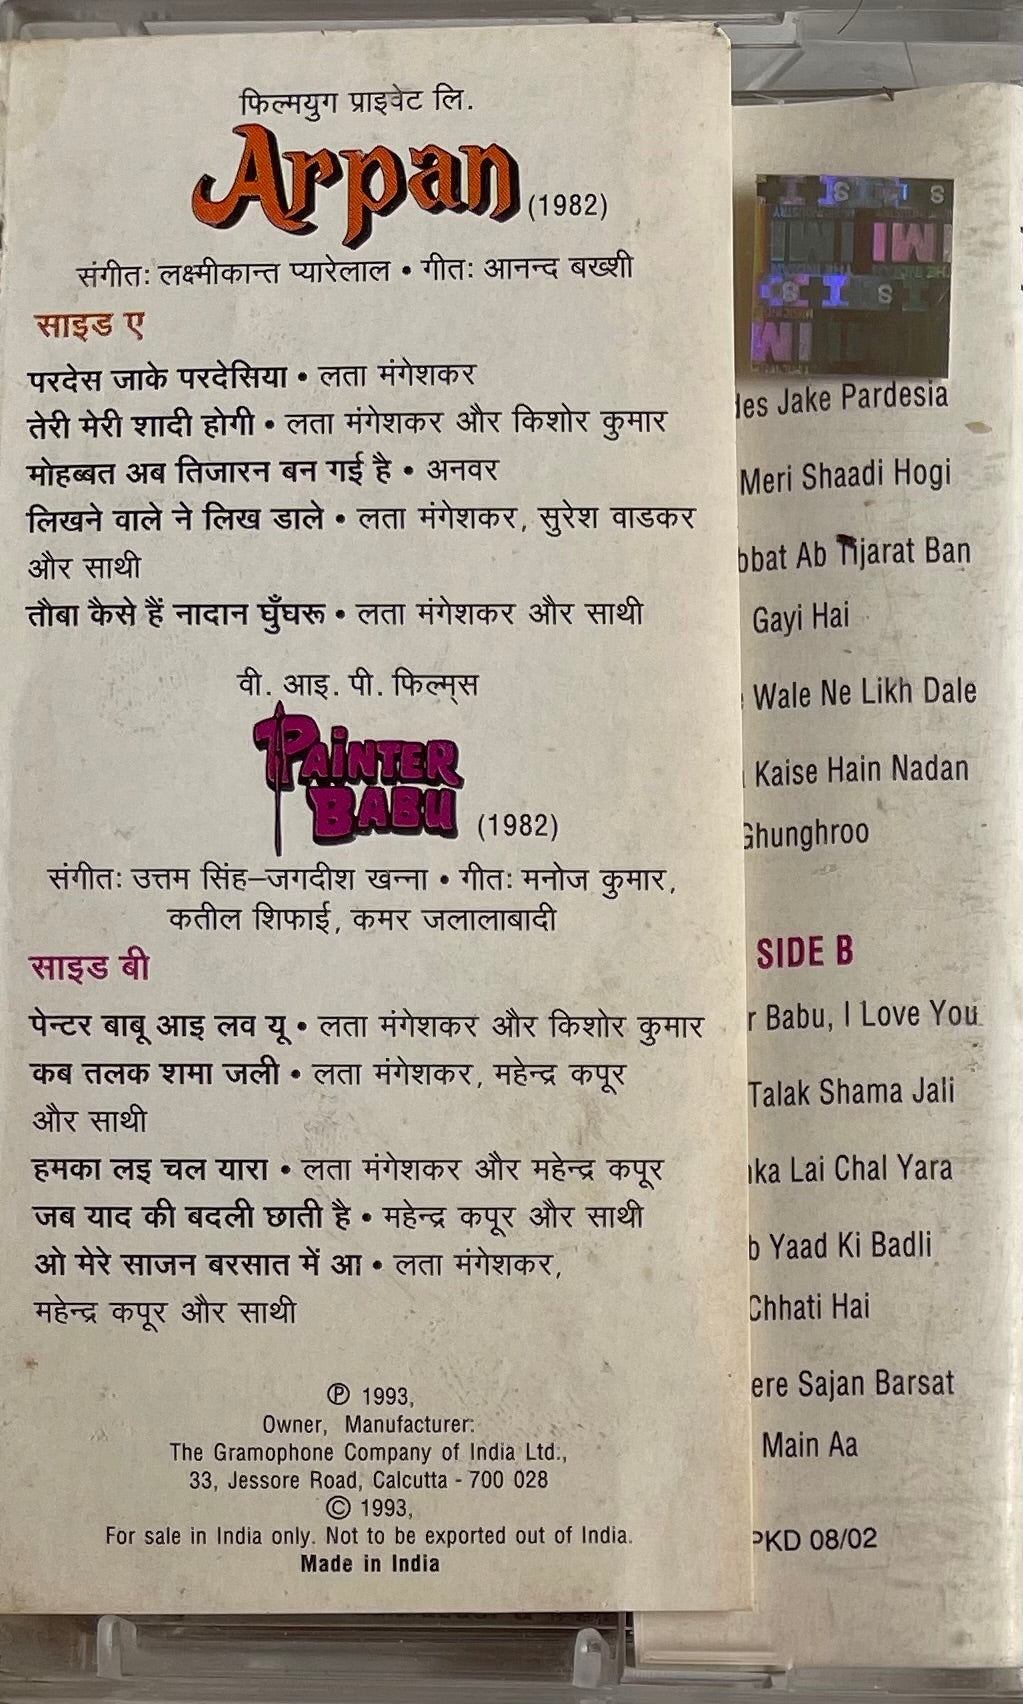 फिल्मयुग प्राइवेट लि.
Arpan (1982)
संगीतः लक्ष्मीकान्त प्यारेलाल • गीतः आनन्द बख्शी
साइड ए
परदेस जाके परदेसिया • लता मंगेशकर
तेरी मेरी शादी होगी • लता मंगेशकर और किशोर कुमार
मोहब्बत अब तिजारन बन गई है • अनवर
लिखने वाले ने लिख डाले • लता मंगेशकर, सुरेश वाडकर
और साथी
तौबा कैसे हैं नादान घुँघरू • लता मंगेशकर और साथी
वी. आइ. पी. फिल्म्स
PAINTER
BABU (1982)
संगीतः उत्तम सिंह–जगदीश खन्ना • गीतः मनोज कुमार,
कतील शिफाई, कमर जलालाबादी
साइड बी
पेन्टर बाबू आइ लव यू • लता मंगेशकर और किशोर कुमार
कब तलक शमा जली • लता मंगेशकर, महेन्द्र कपूर
और साथी
हमका लइ चल यारा • लता मंगेशकर और महेन्द्र कपूर
जब याद की बदली छाती है • महेन्द्र कपूर और साथी
ओ मेरे साजन बरसात में आ • लता मंगेशकर,
महेन्द्र कपूर और साथी
℗ 1993,
Owner, Manufacturer:
The Gramophone Company of India Ltd.,
33, Jessore Road, Calcutta - 700 028
© 1993,
For sale in India only. Not to be exported out of India.
Made in India
des Jake Pardesia
Meri Shaadi Hogi
bbat Ab Tijarat Ban
Gayi Hai
Wale Ne Likh Dale
Kaise Hain Nadan
Ghunghroo
SIDE B
r Babu, I Love You
Talak Shama Jali
ka Lai Chal Yara
b Yaad Ki Badli
Chhati Hai
ere Sajan Barsat
Main Aa
PKD 08/02